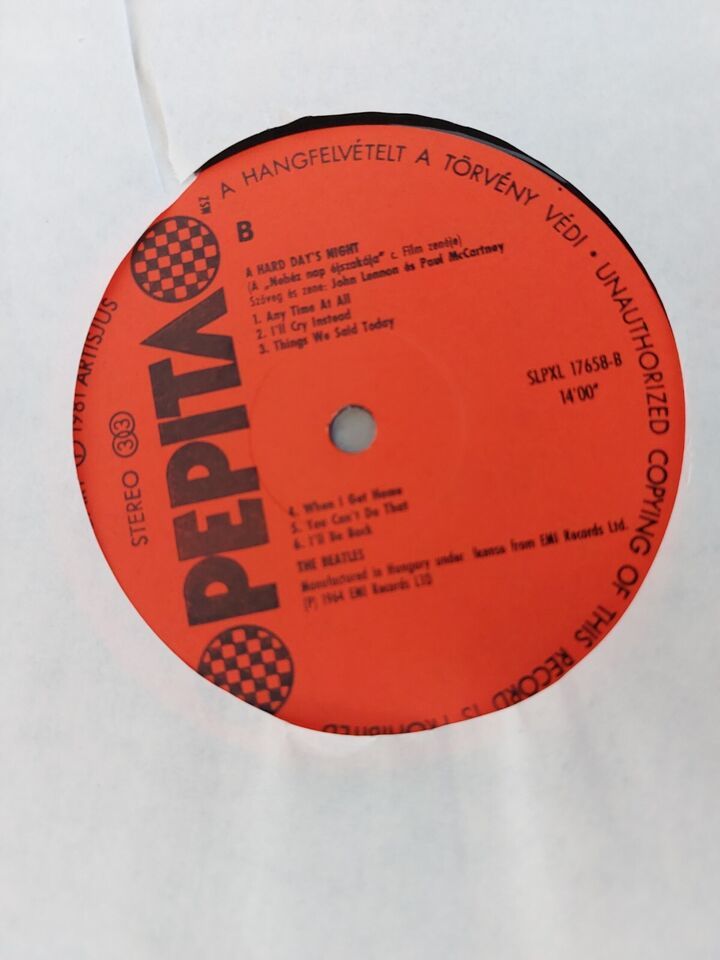 A HANGFELVÉTELT A TÖRVÉNY VÉDI • UNAUTHORIZED COPYING OF THIS RECORD IS PROHIBITED
℗ 1981 ARTISJUS
STEREO 33
PEPITA
MSZ
B
A HARD DAY'S NIGHT
(A „Nehéz nap éjszakája" c. Film zenéje)
Szöveg és zene: John Lennon és Paul McCartney
1. Any Time At All
2. I'll Cry Instead
3. Things We Said Today
SLPXL 17658-B
14'00"
4. When I Get Home
5. You Can't Do That
6. I'll Be Back
THE BEATLES
Manufactured in Hungary under. licensa from EMI Records Ltd.
(P) 1964 EMI Records LTD